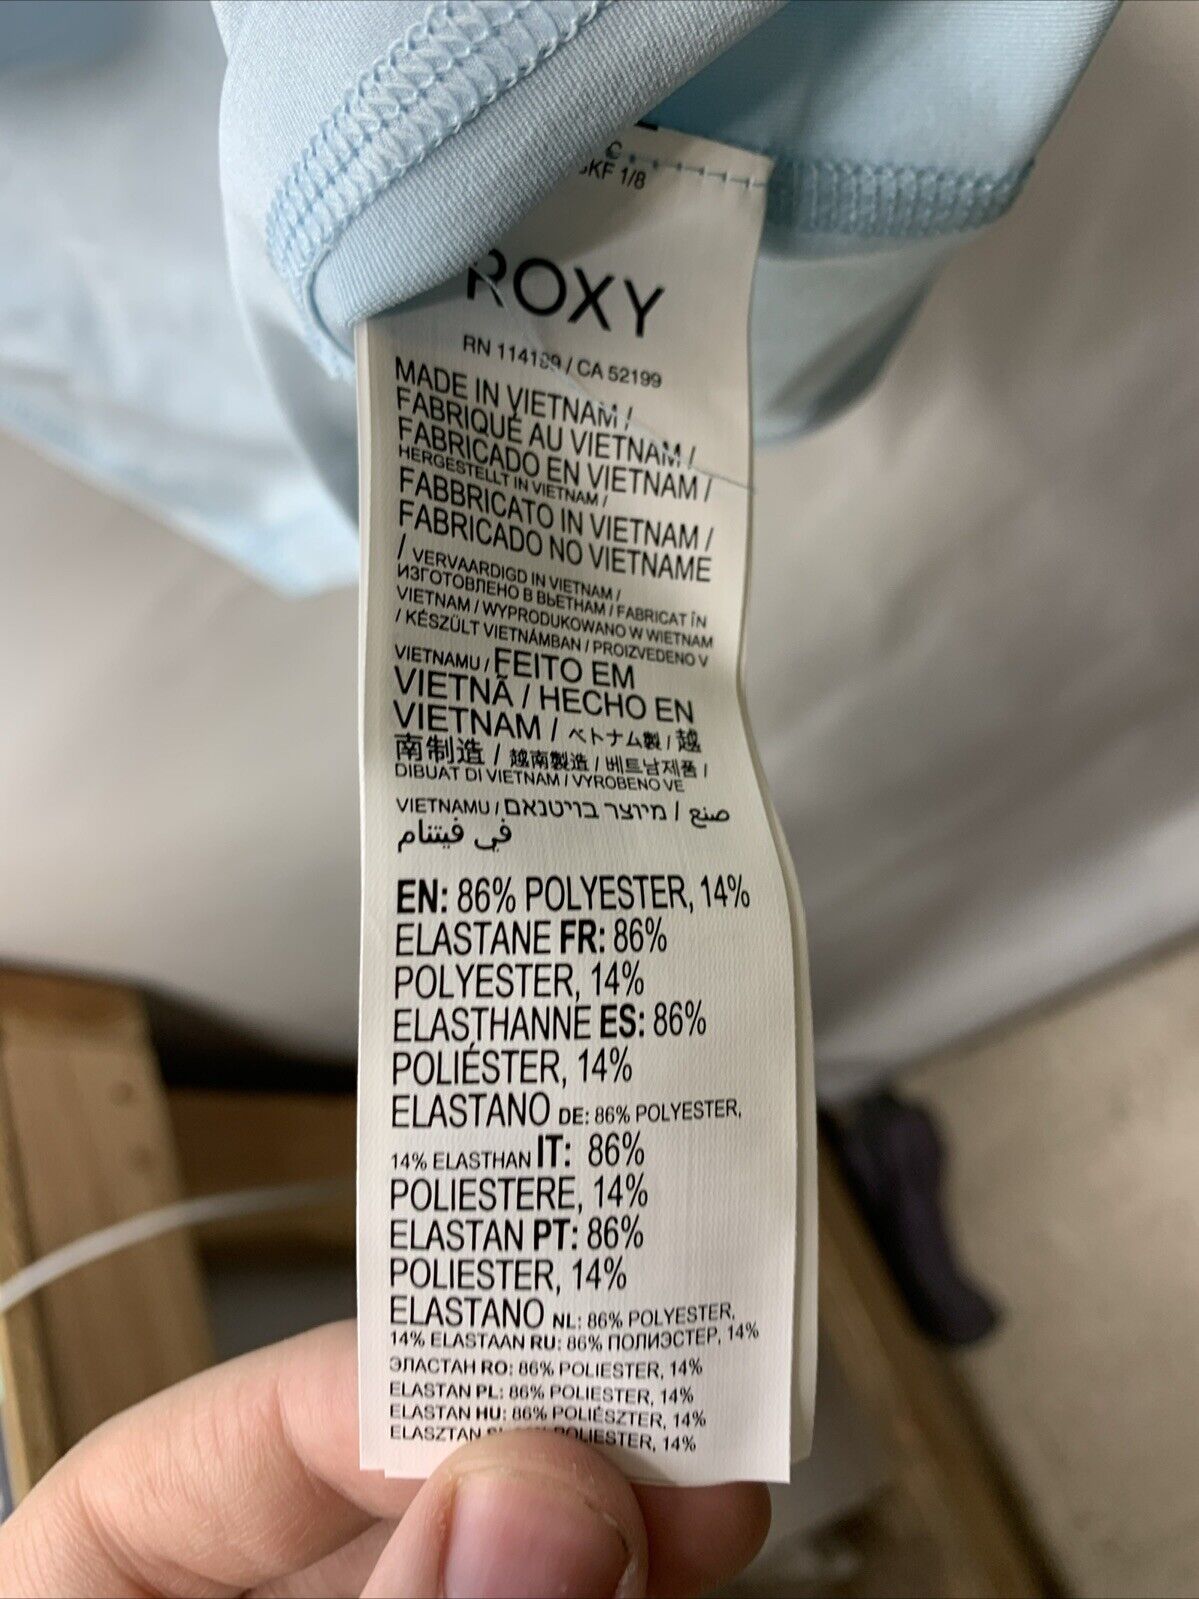 1/8
ROXY
RN 114199 / CA 52199
MADE IN VIETNAM /
FABRIQUÉ AU VIETNAM /
FABRICADO EN VIETNAM /
HERGESTELLT IN VIETNAM /
FABBRICATO IN VIETNAM /
FABRICADO NO VIETNAME
/ VERVAARDIGD IN VIETNAM /
ИЗГОТОВЛЕНО В ВЬЕТНАМ / FABRICAT ÎN
VIETNAM / WYPRODUKOWANO W WIETNAM
/ KÉSZÜLT VIETNÁMBAN / PROIZVEDENO V
VIETNAMU / FEITO EM
VIETNÃ / HECHO EN
VIETNAM / ベトナム製 / 越
南制造 / 越南製造 / 베트남제품 /
DIBUAT DI VIETNAM / VYROBENO VE
VIETNAMU / מיוצר בויטנאם / صنع
في فيتنام
EN: 86% POLYESTER, 14%
ELASTANE FR: 86%
POLYESTER, 14%
ELASTHANNE ES: 86%
POLIÉSTER, 14%
ELASTANO DE: 86% POLYESTER,
14% ELASTHAN IT: 86%
POLIESTERE, 14%
ELASTAN PT: 86%
POLIESTER, 14%
ELASTANO NL: 86% POLYESTER,
14% ELASTAAN RU: 86% ПОЛИЭСТЕР, 14%
ЭЛАСТАН RO: 86% POLIESTER, 14%
ELASTAN PL: 86% POLIESTER, 14%
ELASTAN HU: 86% POLIÉSZTER, 14%
ELASZTAN POLIESTER, 14%